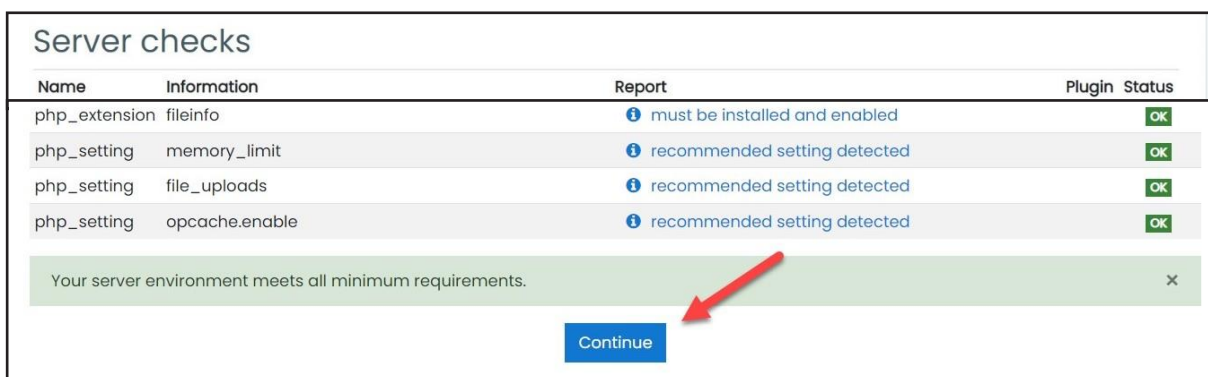 Server checks
Name Information Report Plugin Status
php_extension fileinfo must be installed and enabled OK
php_setting memory_limit recommended setting detected OK
php_setting file_uploads recommended setting detected OK
php_setting opcache.enable recommended setting detected OK
Your server environment meets all minimum requirements. ×
Continue